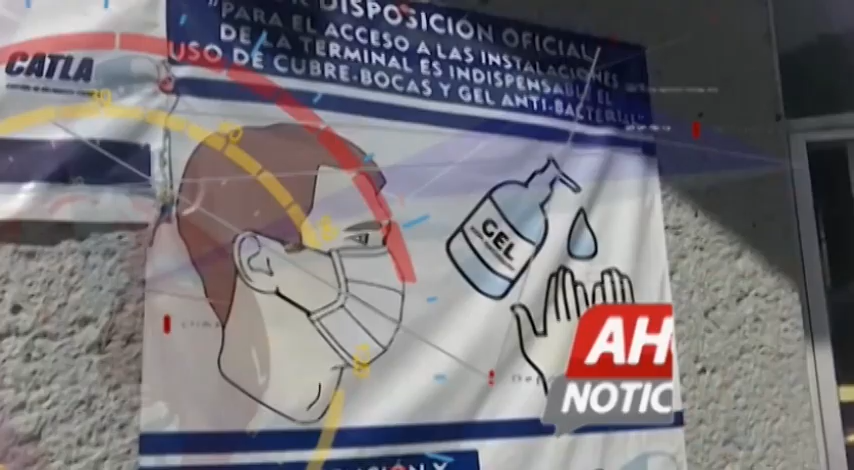 DISPOSICIÓN OFICIAL
"PARA EL ACCESO A LAS INSTALACIONES
DE LA TERMINAL ES INDISPENSABLE EL
USO DE CUBRE-BOCAS Y GEL ANTI-BACTERIAL"
CATLA
GEL
AH
NOTIC